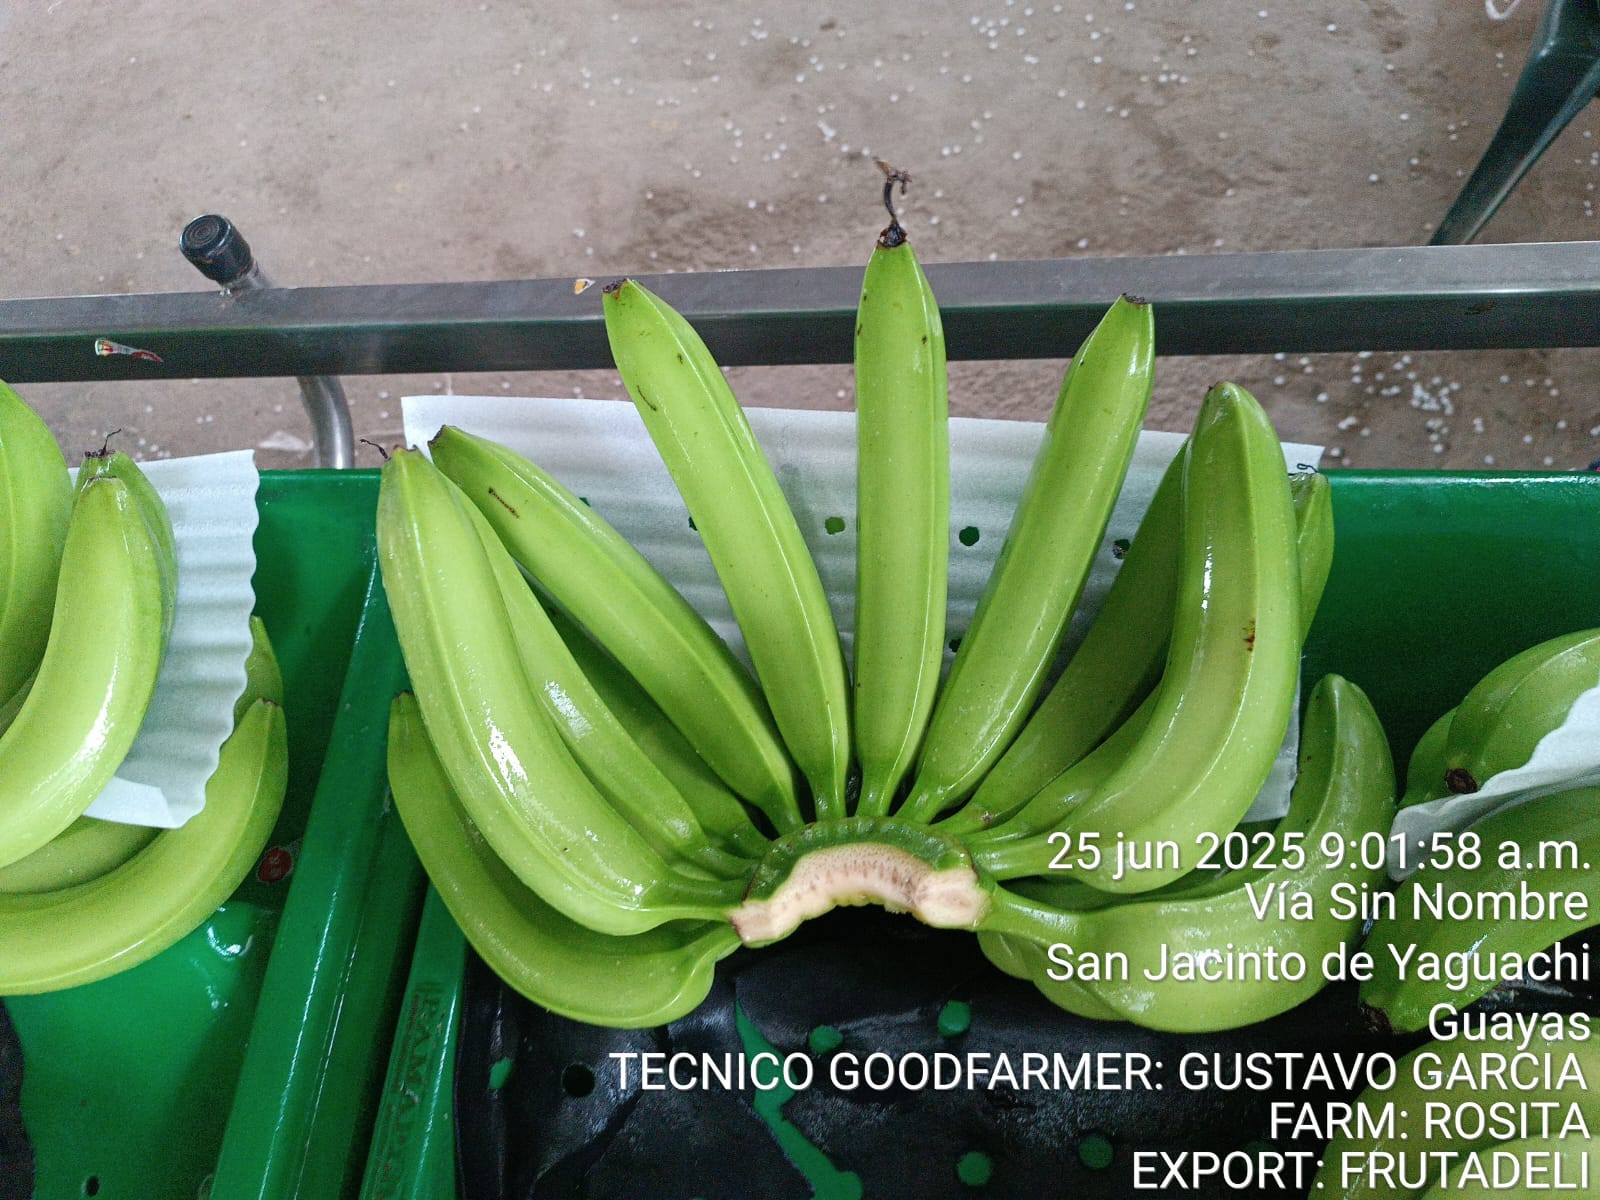 25 jun 2025 9:01:58 a.m.
Vía Sin Nombre
San Jacinto de Yaguachi
Guayas
TECNICO GOODFARMER: GUSTAVO GARCIA
FARM: ROSITA
EXPORT: FRUTADELI